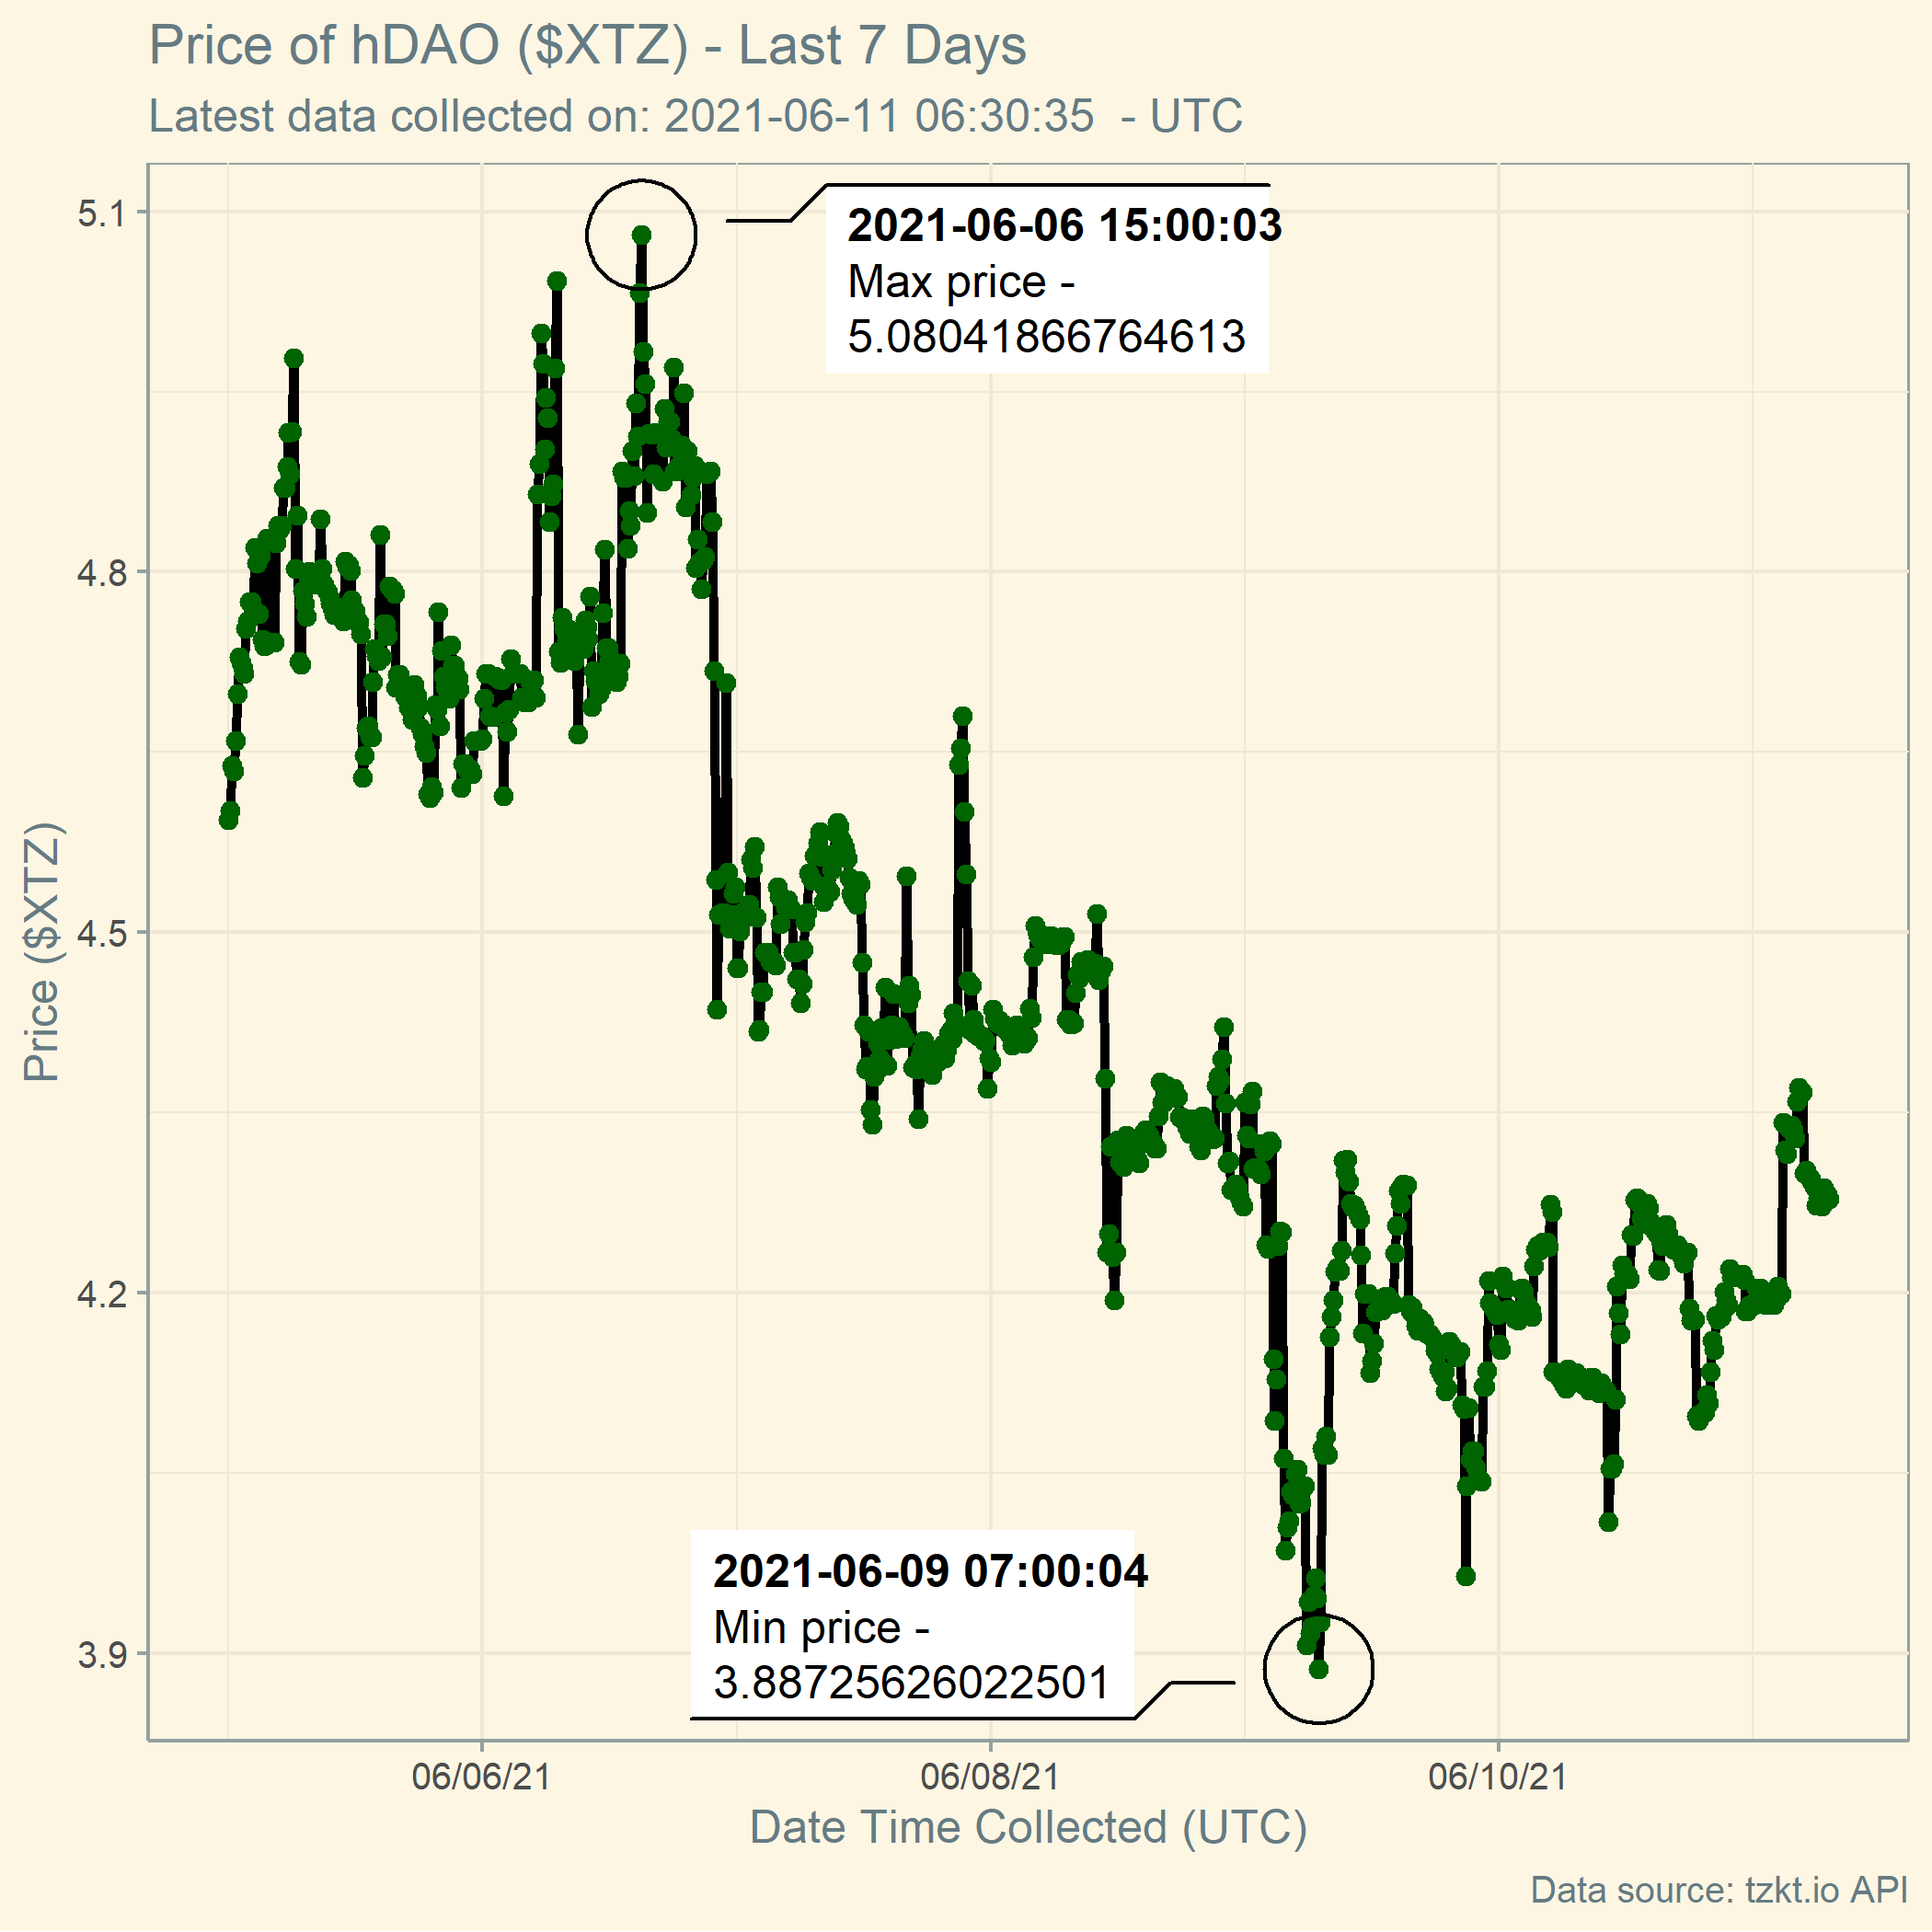 Price of hDAO ($XTZ) - Last 7 Days
Latest data collected on: 2021-06-11 06:30:35  - UTC
2021-06-06 15:00:03
Max price -
5.08041866764613
5.1
4.8
4.5
4.2
3.9
Price ($XTZ)
2021-06-09 07:00:04
Min price -
3.88725626022501
06/06/21
06/08/21
06/10/21
Date Time Collected (UTC)
Data source: tzkt.io API